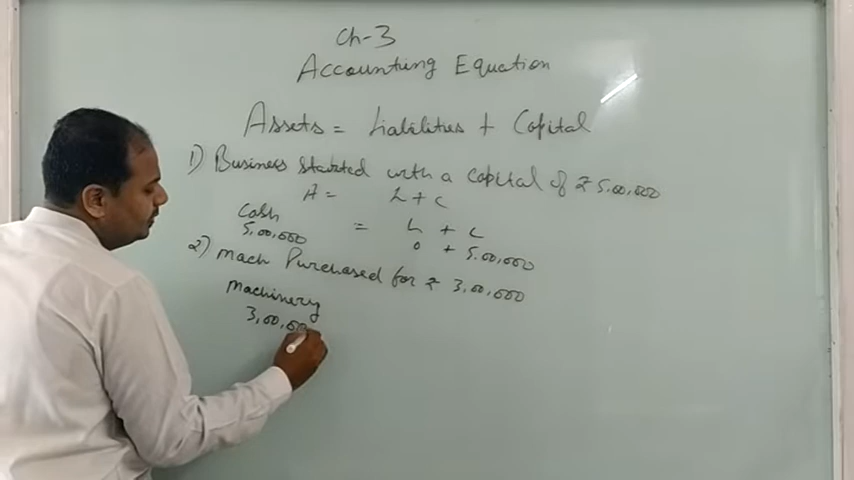 Ch-3
Accounting Equation
Assets = Liabilities + Capital
1) Business started with a capital of ₹ 5,00,000
A = L + C
Cash = L + C
5,00,000 0 + 5,00,000
2) Mach Purchased for ₹ 3,00,000
Machinery
3,00,00